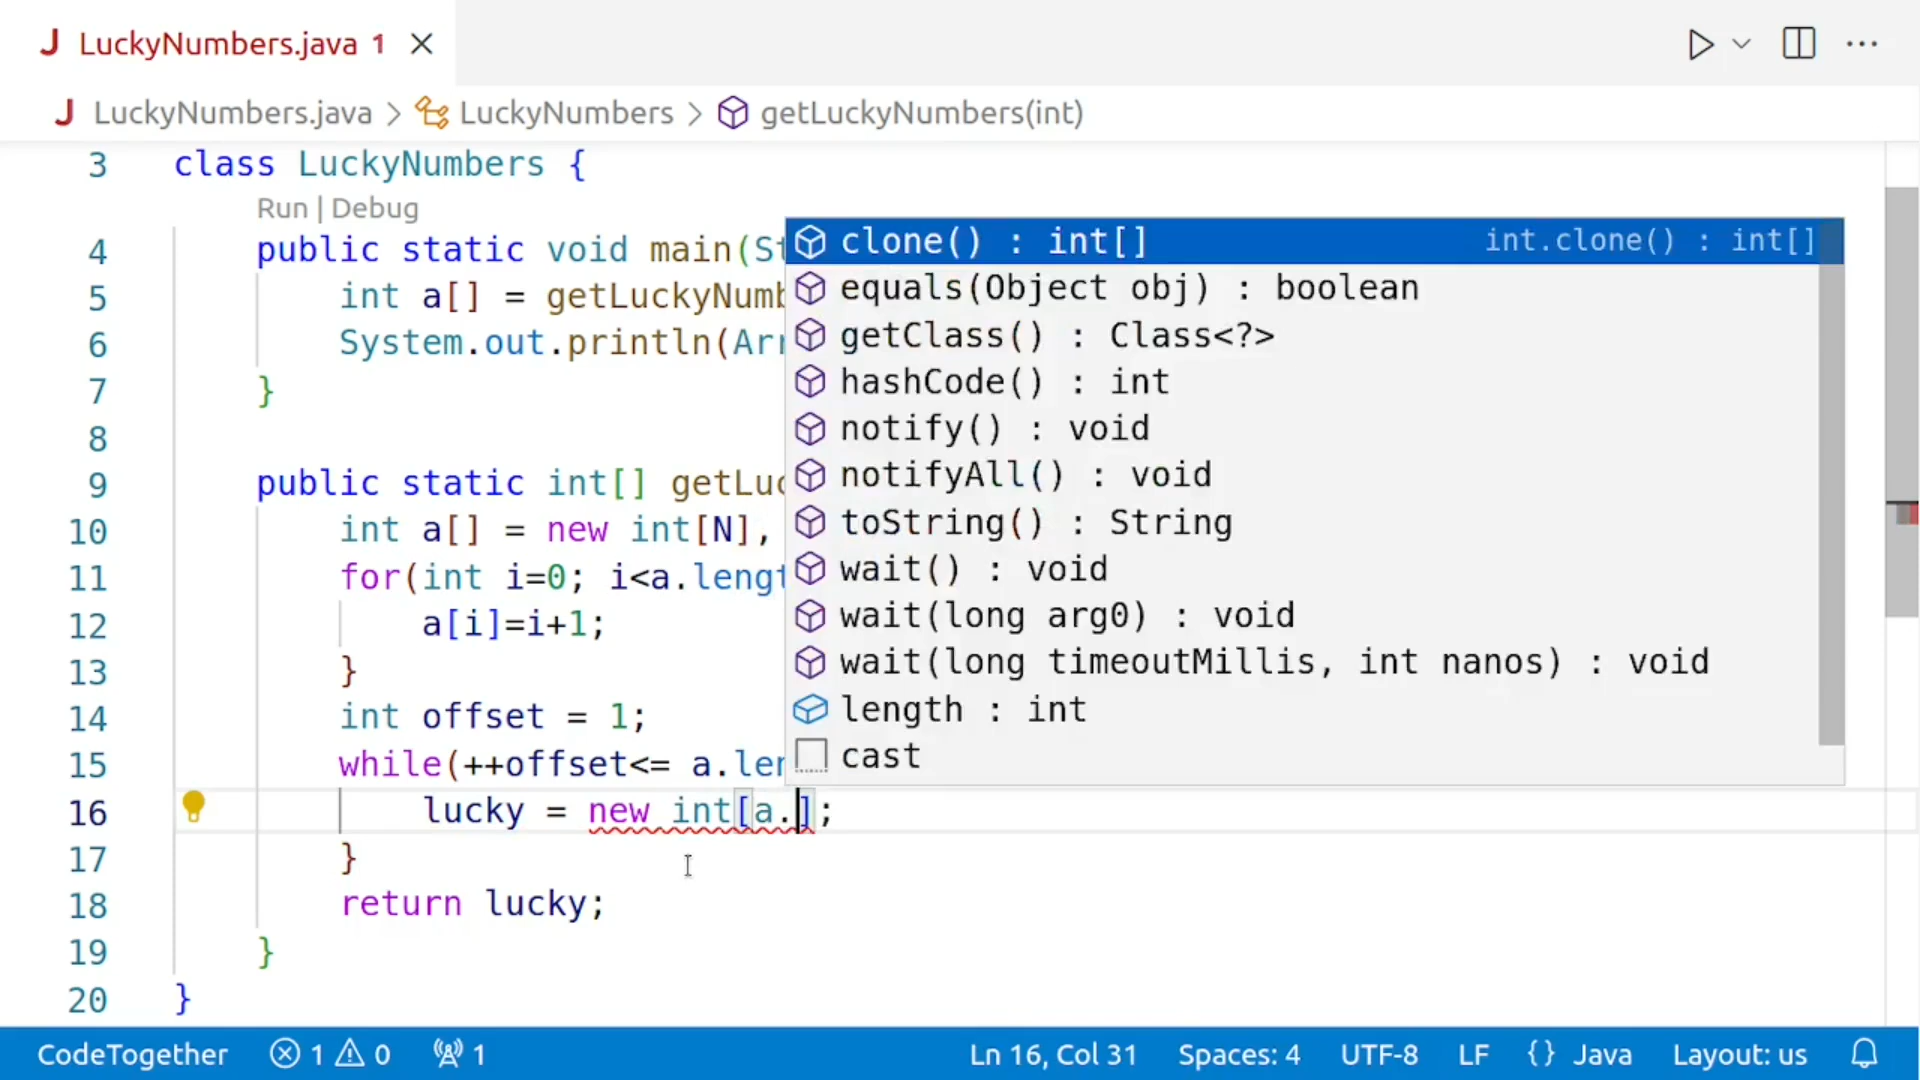 LuckyNumbers.java 1
LuckyNumbers.java > LuckyNumbers > getLuckyNumbers(int)
3 class LuckyNumbers {
Run | Debug
4 public static void main(St
5 int a[] = getLuckyNumb
6 System.out.println(Arr
7 }
8
9 public static int[] getLuc
10 int a[] = new int[N],
11 for(int i=0; i<a.lengt
12 a[i]=i+1;
13 }
14 int offset = 1;
15 while(++offset<= a.len
16 lucky = new int[a.];
17 }
18 return lucky;
19 }
20 }
clone() : int[] int.clone() : int[]
equals(Object obj) : boolean
getClass() : Class<?>
hashCode() : int
notify() : void
notifyAll() : void
toString() : String
wait() : void
wait(long arg0) : void
wait(long timeoutMillis, int nanos) : void
length : int
cast
CodeTogether 1 0 1 Ln 16, Col 31 Spaces: 4 UTF-8 LF {} Java Layout: us